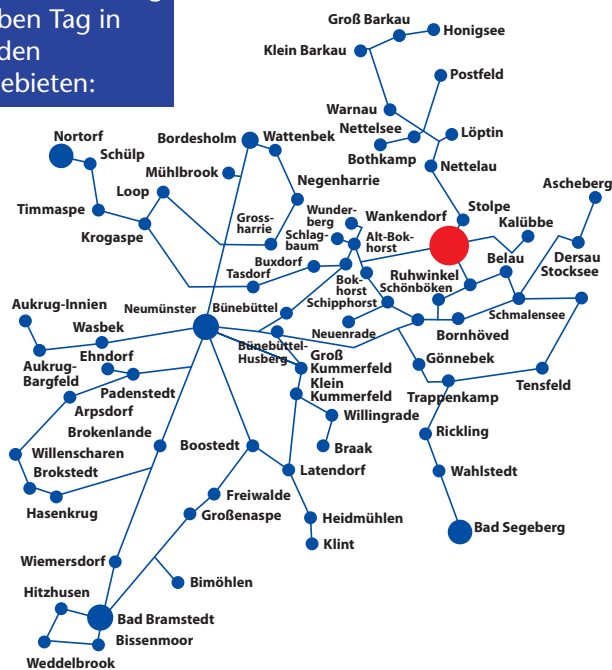 ben Tag in
den
ebieten:
Groß Barkau
Honigsee
Klein Barkau
Postfeld
Warnau
Nettelsee
Löptin
Bothkamp
Nettelau
Nortorf
Schülp
Bordesholm
Wattenbek
Mühlbrook
Loop
Negenharrie
Timmaspe
Krogaspe
Gross-
harrie
Wunder-
berg
Wankendorf
Stolpe
Ascheberg
Schlag-
baum
Alt-Bok-
horst
Kalübbe
Buxdorf
Tasdorf
Bok-
horst
Ruhwinkel
Belau
Dersau
Stocksee
Schönböken
Schipphorst
Aukrug-Innien
Neumünster
Bünebüttel
Schmalensee
Wasbek
Neuenrade
Bornhöved
Ehndorf
Bünebüttel-
Husberg
Groß
Kummerfeld
Gönnebek
Aukrug-
Bargfeld
Klein
Kummerfeld
Tensfeld
Padenstedt
Trappenkamp
Arpsdorf
Willingrade
Brokenlande
Boostedt
Braak
Rickling
Willenscharen
Brokstedt
Latendorf
Wahlstedt
Hasenkrug
Freiwalde
Großenaspe
Heidmühlen
Bad Segeberg
Klint
Wiemersdorf
Hitzhusen
Bimöhlen
Bad Bramstedt
Bissenmoor
Weddelbrook